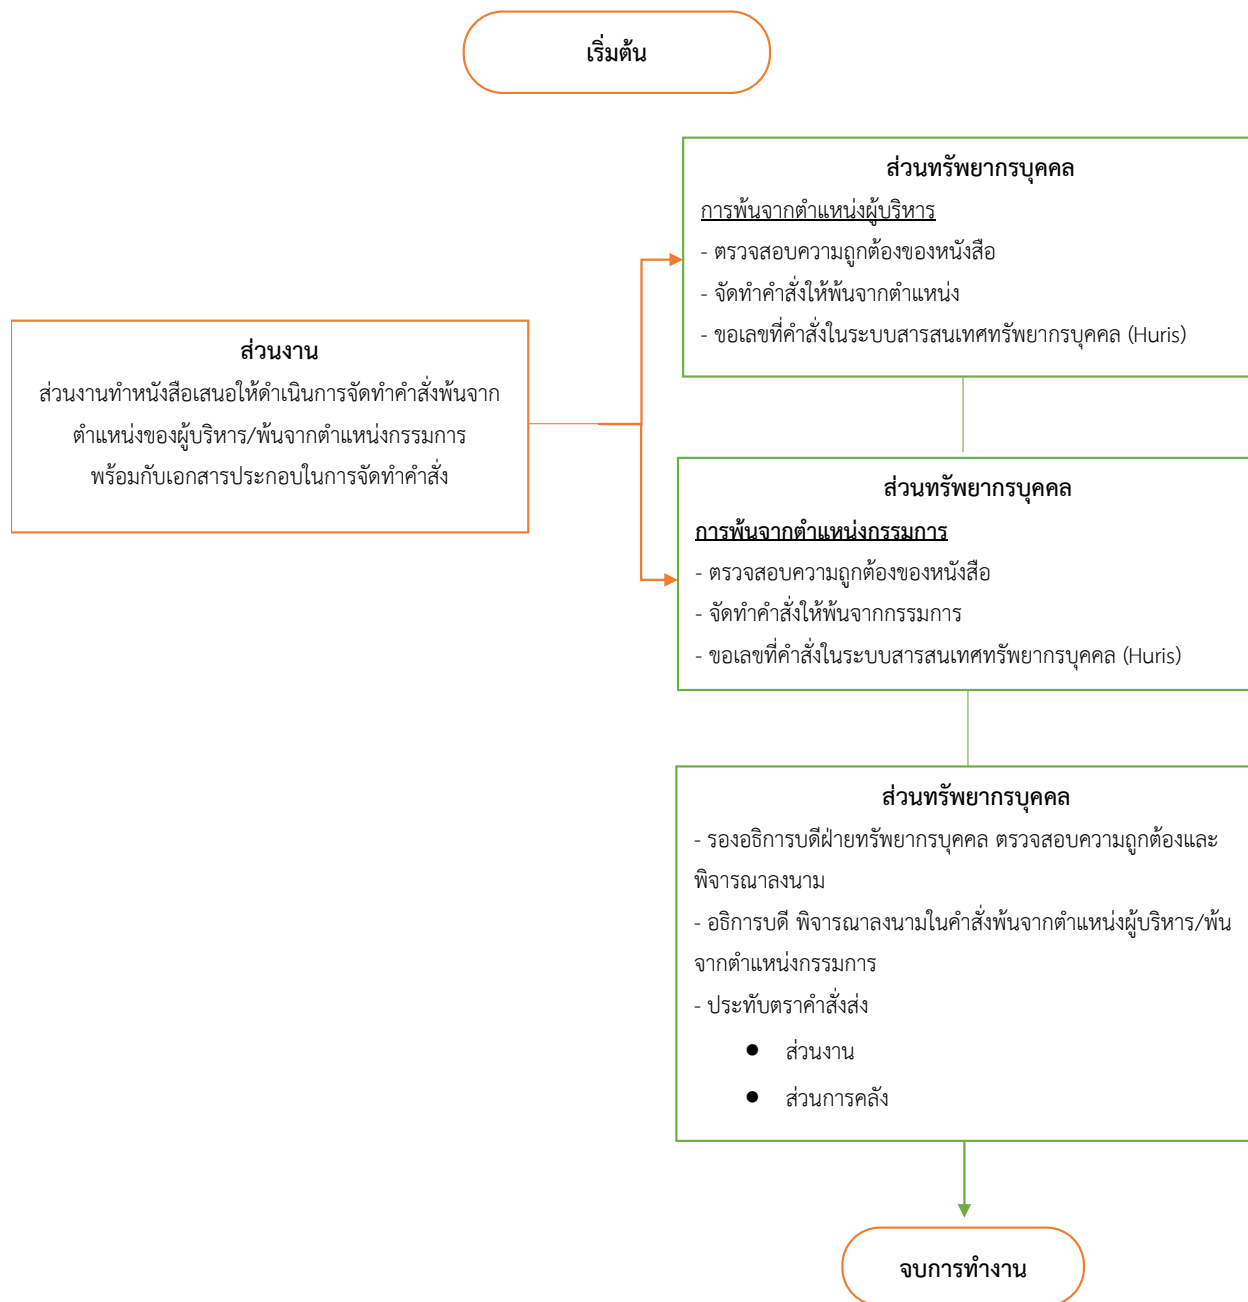 เริ่มต้น
ส่วนทรัพยากรบุคคล
การพ้นจากตำแหน่งผู้บริหาร
- ตรวจสอบความถูกต้องของหนังสือ
- จัดทำคำสั่งให้พ้นจากตำแหน่ง
- ขอเลขที่คำสั่งในระบบสารสนเทศทรัพยากรบุคคล (Huris)
ส่วนงาน
ส่วนงานทำหนังสือเสนอให้ดำเนินการจัดทำคำสั่งพ้นจาก
ตำแหน่งของผู้บริหาร/พ้นจากตำแหน่งกรรมการ
พร้อมกับเอกสารประกอบในการจัดทำคำสั่ง
ส่วนทรัพยากรบุคคล
การพ้นจากตำแหน่งกรรมการ
- ตรวจสอบความถูกต้องของหนังสือ
- จัดทำคำสั่งให้พ้นจากกรรมการ
- ขอเลขที่คำสั่งในระบบสารสนเทศทรัพยากรบุคคล (Huris)
ส่วนทรัพยากรบุคคล
- รองอธิการบดีฝ่ายทรัพยากรบุคคล ตรวจสอบความถูกต้องและ
พิจารณาลงนาม
- อธิการบดี พิจารณาลงนามในคำสั่งพ้นจากตำแหน่งผู้บริหาร/พ้น
จากตำแหน่งกรรมการ
- ประทับตราคำสั่งส่ง
● ส่วนงาน
● ส่วนการคลัง
จบการทำงาน